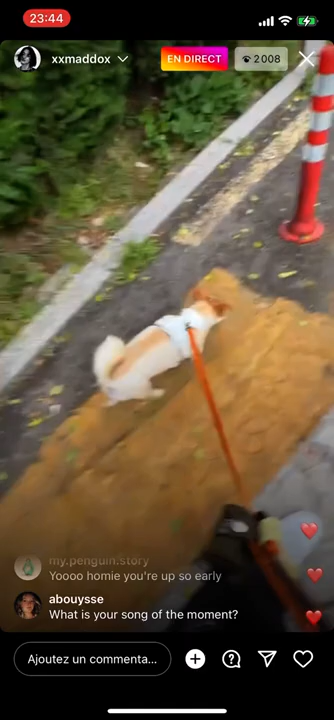 23:44
xxmaddox
EN DIRECT
2008
my.penguin.story
Yoooo homie you're up so early
abouysse
What is your song of the moment?
Ajoutez un commenta...